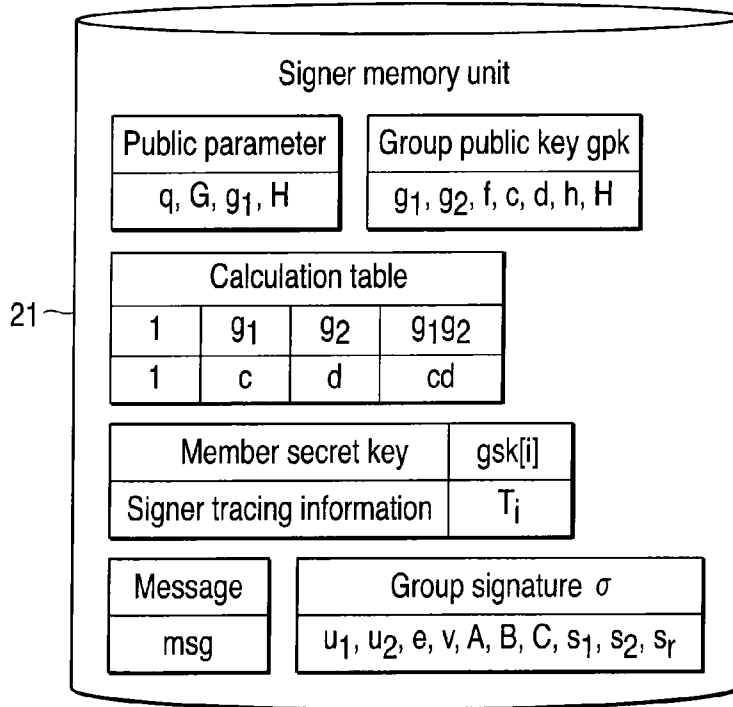 Signer memory unit
Public parameter
q, G, g1, H
Group public key gpk
g1, g2, f, c, d, h, H
Calculation table
1 g1 g2 g1g2
1 c d cd
21
Member secret key gsk[i]
Signer tracing information Ti
Message
msg
Group signature σ
u1, u2, e, v, A, B, C, s1, s2, sr